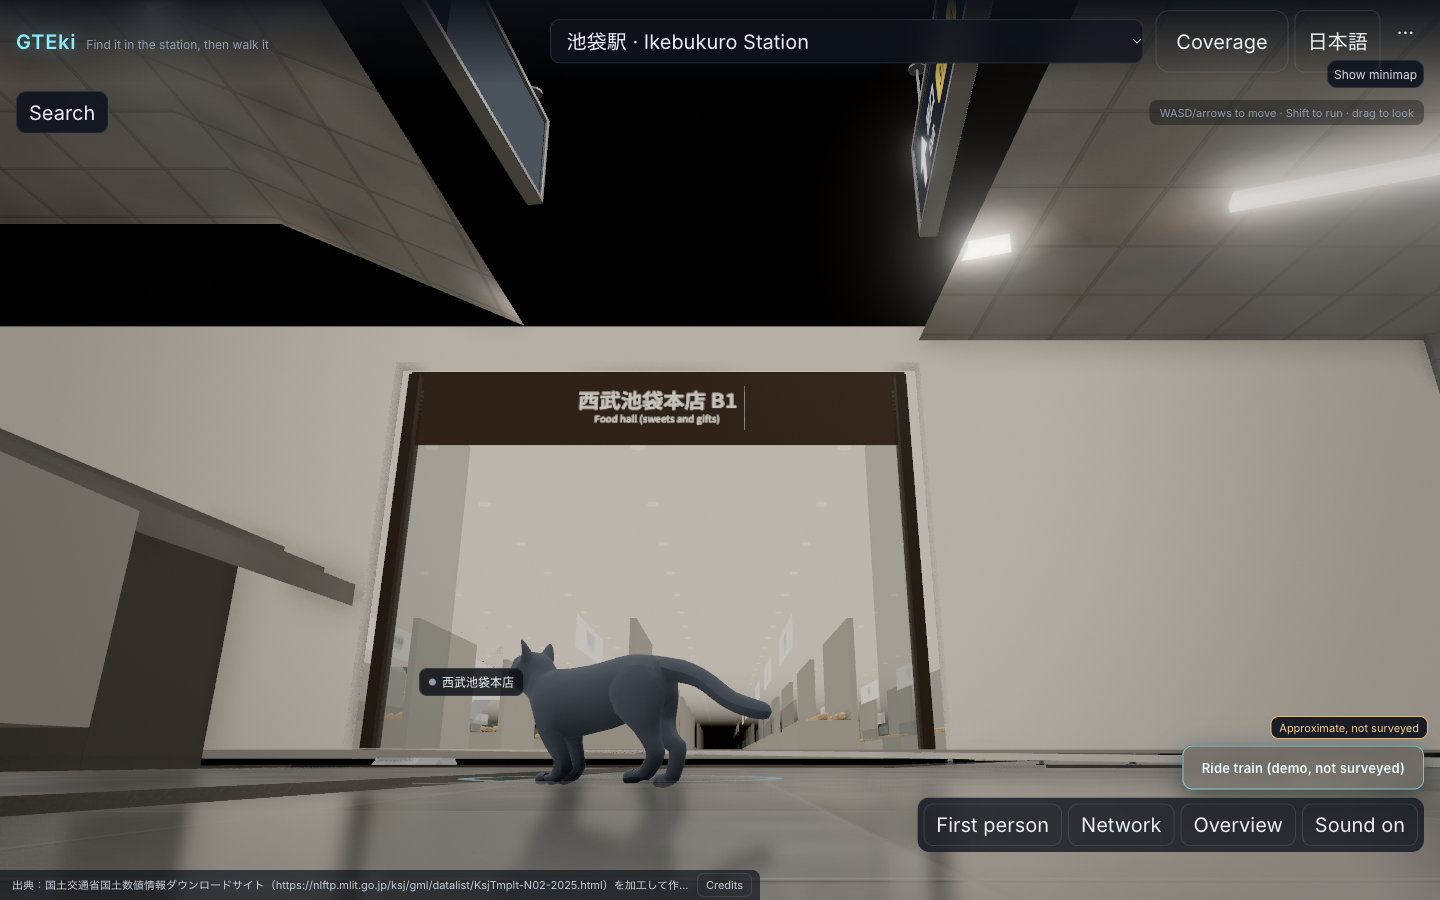 GTEki Find it in the station, then walk it
池袋駅 · Ikebukuro Station
Coverage
日本語
Show minimap
Search
WASD/arrows to move · Shift to run · drag to look
西武池袋本店 B1
Food hall (sweets and gifts)
西武池袋本店
Approximate, not surveyed
Ride train (demo, not surveyed)
First person
Network
Overview
Sound on
出典：国土交通省国土数値情報ダウンロードサイト（https://nlftp.mlit.go.jp/ksj/gml/datalist/KsjTmplt-N02-2025.html）を加工して作...
Credits